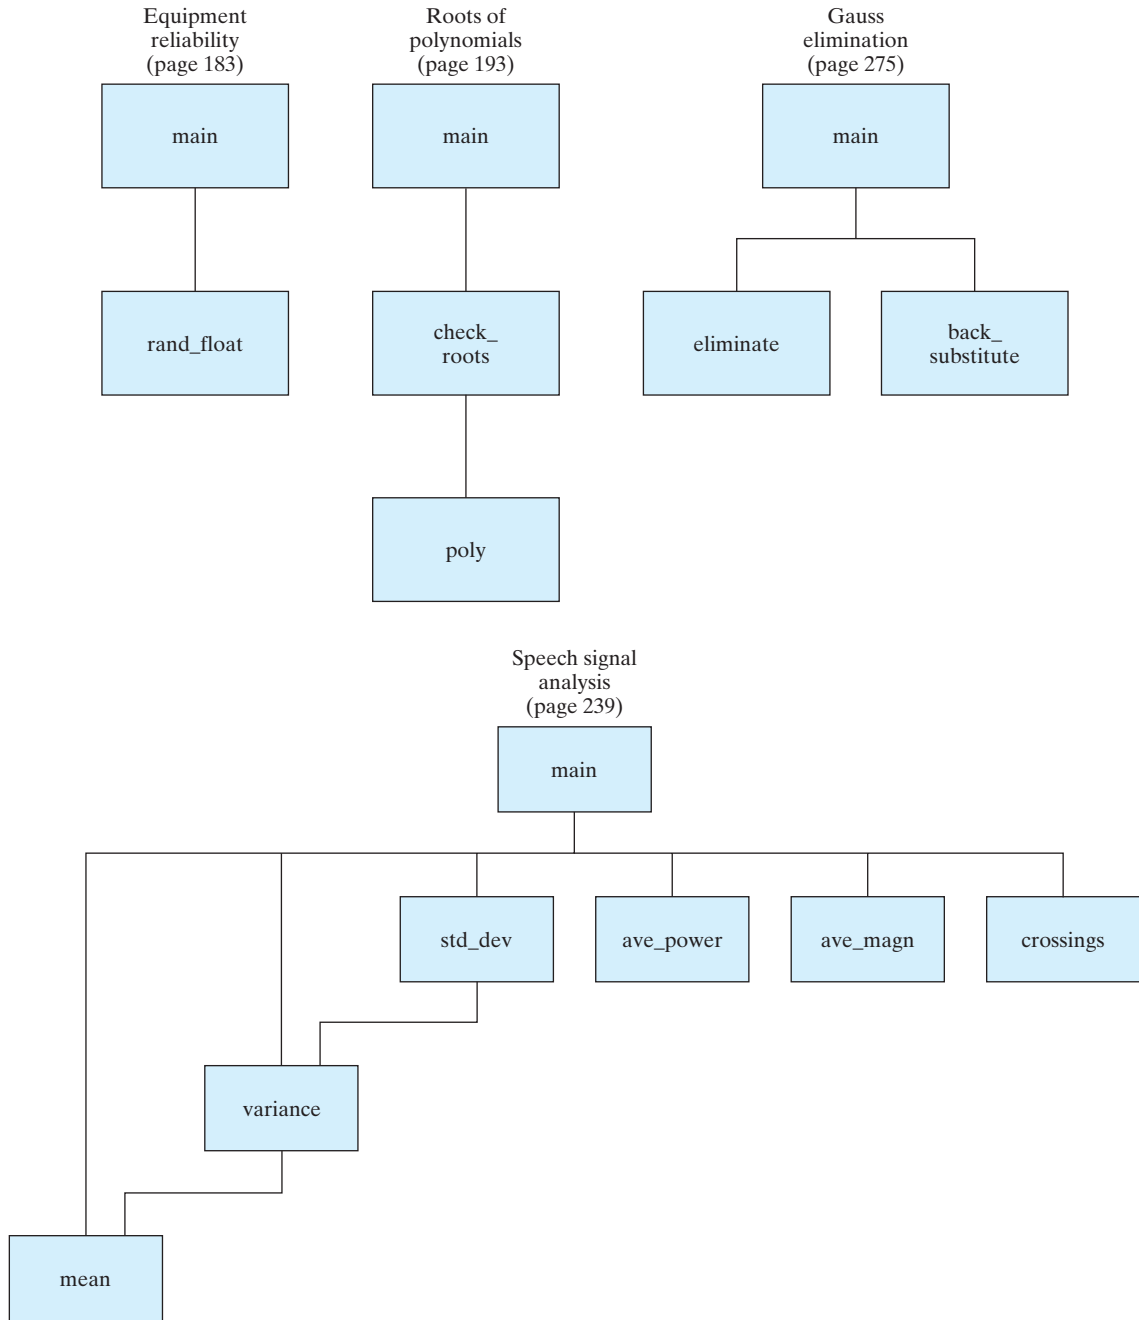 Equipment
reliability
(page 183)
Roots of
polynomials
(page 193)
Gauss
elimination
(page 275)
main
main
main
rand_float
check_
roots
eliminate
back_
substitute
poly
Speech signal
analysis
(page 239)
main
std_dev
ave_power
ave_magn
crossings
variance
mean